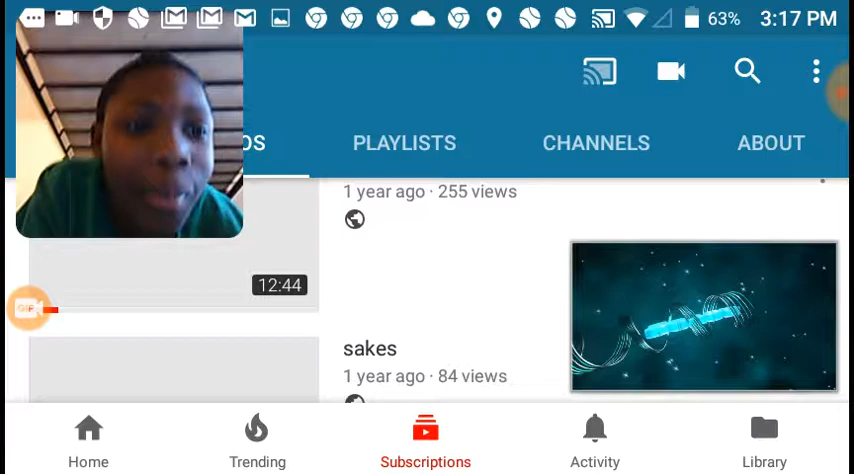 63% 3:17 PM
OS PLAYLISTS CHANNELS ABOUT
1 year ago · 255 views
12:44
GIF
sakes
1 year ago · 84 views
Home Trending Subscriptions Activity Library